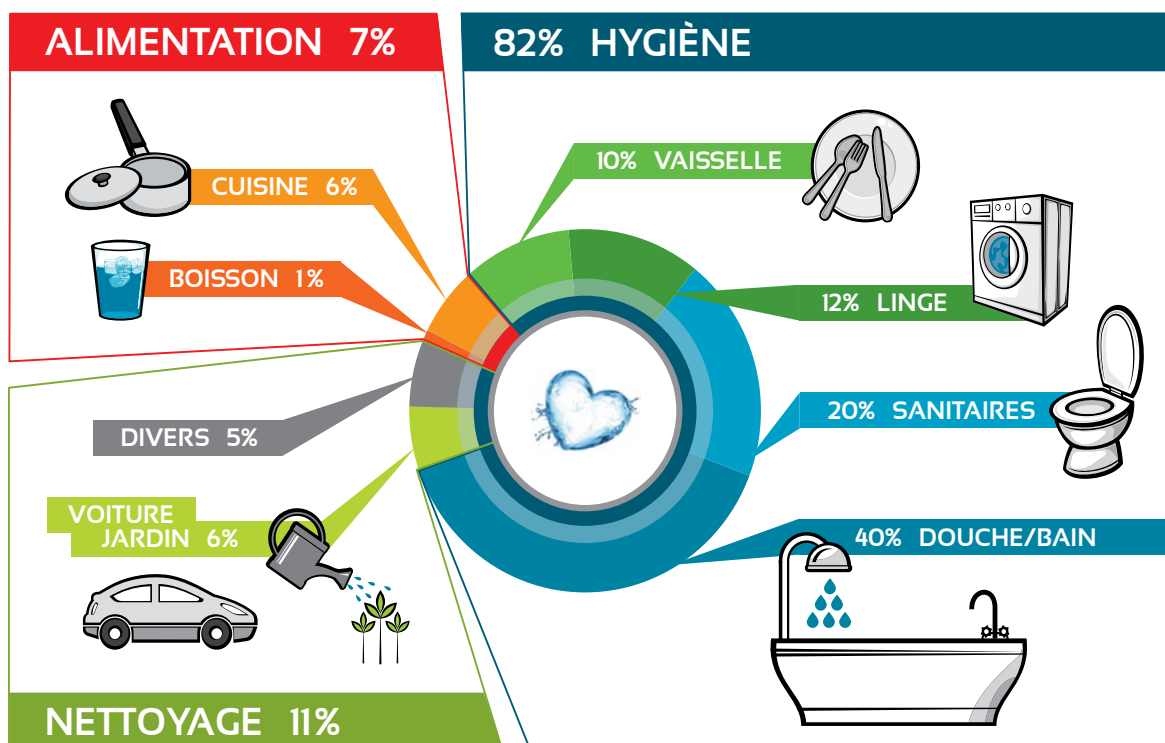 ALIMENTATION 7%
CUISINE 6%
BOISSON 1%
82% HYGIÈNE
10% VAISSELLE
12% LINGE
20% SANITAIRES
40% DOUCHE/BAIN
DIVERS 5%
VOITURE
JARDIN 6%
NETTOYAGE 11%